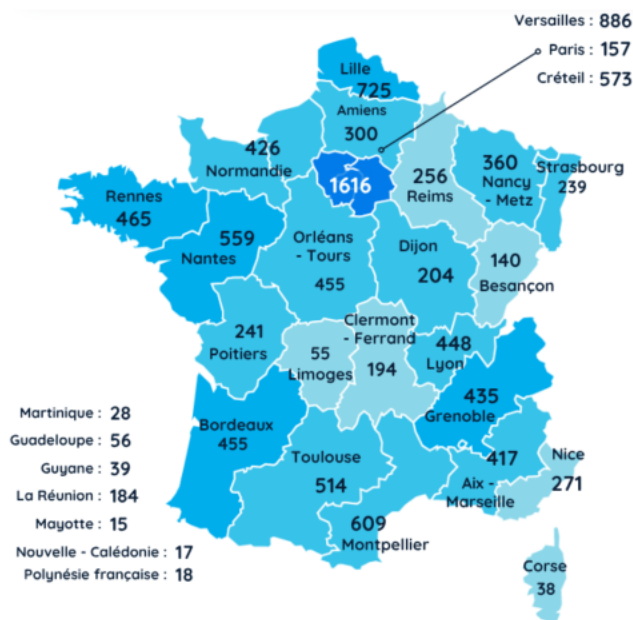 Versailles : 886
Paris : 157
Créteil : 573
Lille
725
Amiens
300
426
Normandie
1616
256
Reims
360
Nancy
- Metz
Strasbourg
239
Rennes
465
559
Nantes
Orléans
- Tours
455
Dijon
204
140
Besançon
241
Poitiers
55
Limoges
Clermont
- Ferrand
194
448
Lyon
435
Grenoble
Bordeaux
455
Toulouse
514
609
Montpellier
417
Aix -
Marseille
Nice
271
Corse
38
Martinique : 28
Guadeloupe : 56
Guyane : 39
La Réunion : 184
Mayotte : 15
Nouvelle - Calédonie : 17
Polynésie française : 18